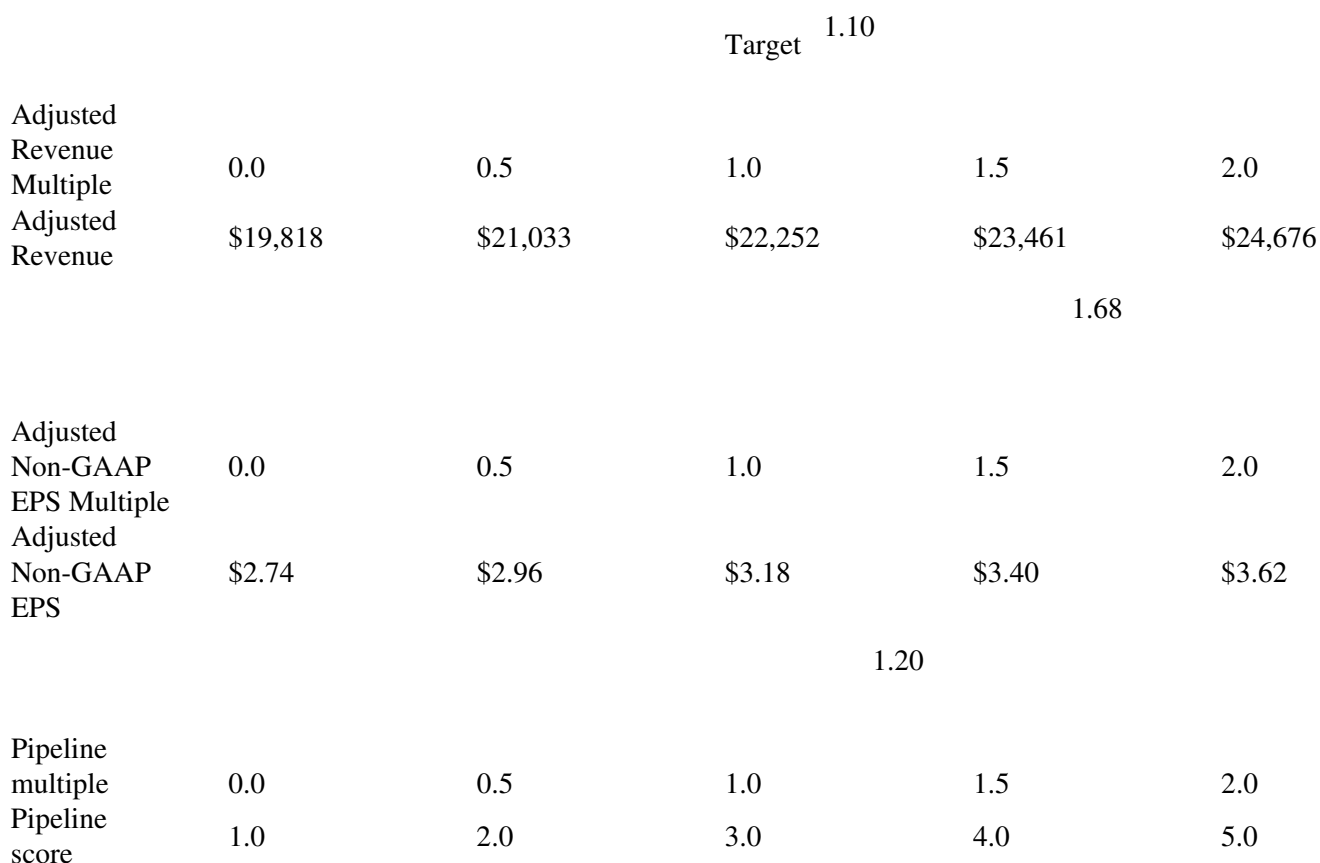 Target 1.10
Adjusted
Revenue
Multiple 0.0 0.5 1.0 1.5 2.0
Adjusted
Revenue $19,818 $21,033 $22,252 $23,461 $24,676
1.68
Adjusted
Non-GAAP 0.0 0.5 1.0 1.5 2.0
EPS Multiple
Adjusted
Non-GAAP $2.74 $2.96 $3.18 $3.40 $3.62
EPS
1.20
Pipeline
multiple 0.0 0.5 1.0 1.5 2.0
Pipeline
score 1.0 2.0 3.0 4.0 5.0